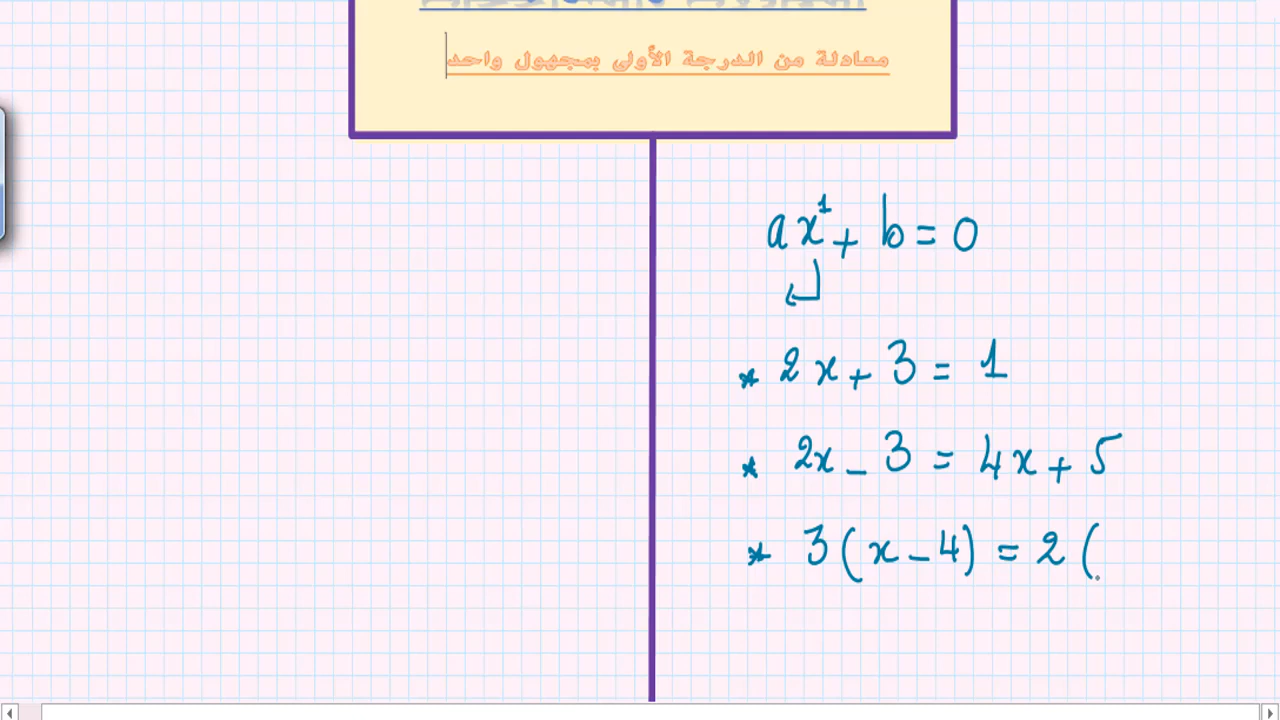 معادلة من الدرجة الأولى بمجهول واحد
ax¹ + b = 0
* 2x + 3 = 1
* 2x - 3 = 4x + 5
* 3(x - 4) = 2(